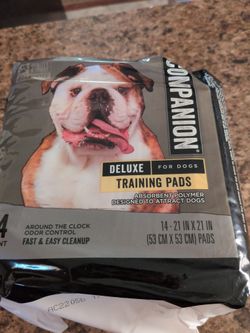 COMPANION
DELUXE FOR DOGS
TRAINING PADS
ABSORBENT POLYMER
DESIGNED TO ATTRACT DOGS
AROUND THE CLOCK
ODOR CONTROL
FAST & EASY CLEANUP
14 - 21 IN X 21 IN
(53 CM X 53 CM) PADS